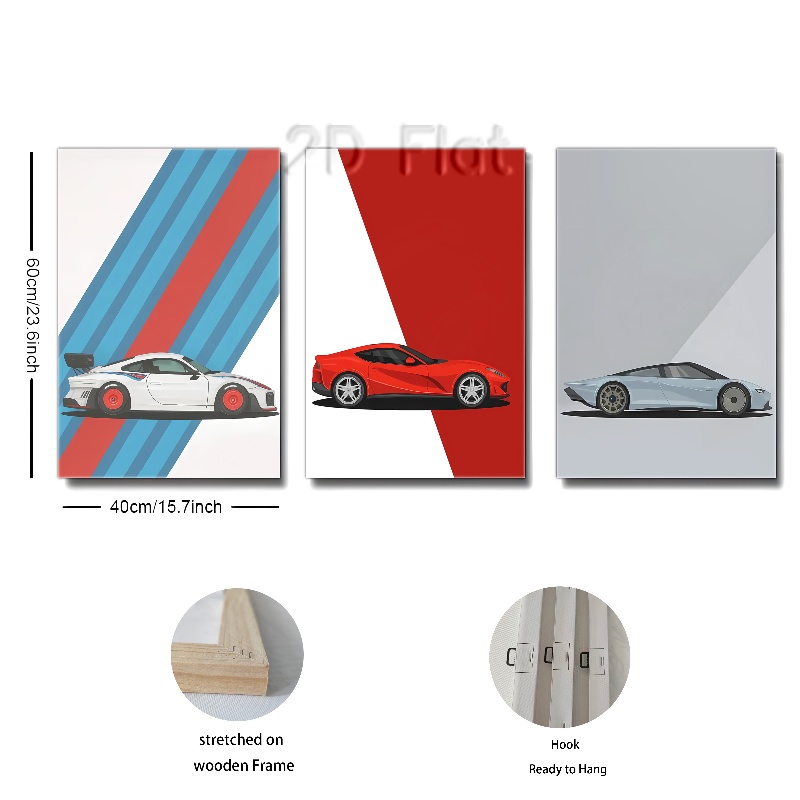 2D Flat
60cm/23.6inch
40cm/15.7inch
stretched on
wooden Frame
Hook
Ready to Hang